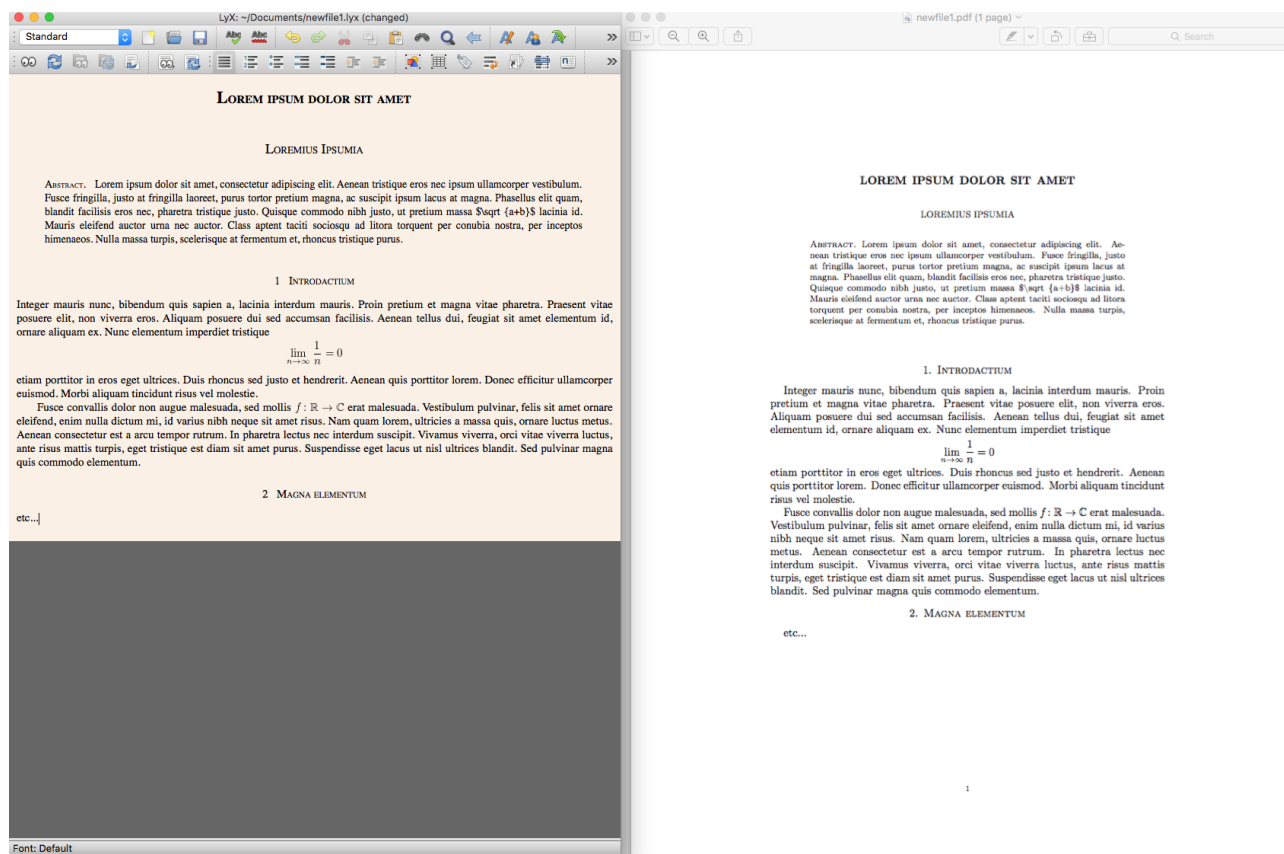 LyX: ~/Documents/newfile1.lyx (changed)
Standard
Lorem ipsum dolor sit amet
Loremius Ipsumia
Abstract. Lorem ipsum dolor sit amet, consectetur adipiscing elit. Aenean tristique eros nec ipsum ullamcorper vestibulum.
Fusce fringilla, justo at fringilla laoreet, purus tortor pretium magna, ac suscipit ipsum lacus at magna. Phasellus elit quam,
blandit facilisis eros nec, pharetra tristique justo. Quisque commodo nibh justo, ut pretium massa $\sqrt {a+b}$ lacinia id.
Mauris eleifend auctor urna nec auctor. Class aptent taciti sociosqu ad litora torquent per conubia nostra, per inceptos
himenaeos. Nulla massa turpis, scelerisque at fermentum et, rhoncus tristique purus.
1 Introdactium
Integer mauris nunc, bibendum quis sapien a, lacinia interdum mauris. Proin pretium et magna vitae pharetra. Praesent vitae
posuere elit, non viverra eros. Aliquam posuere dui sed accumsan facilisis. Aenean tellus dui, feugiat sit amet elementum id,
ornare aliquam ex. Nunc elementum imperdiet tristique
lim n→∞ 1/n = 0
etiam porttitor in eros eget ultrices. Duis rhoncus sed justo et hendrerit. Aenean quis porttitor lorem. Donec efficitur ullamcorper
euismod. Morbi aliquam tincidunt risus vel molestie.
Fusce convallis dolor non augue malesuada, sed mollis f: ℝ → ℂ erat malesuada. Vestibulum pulvinar, felis sit amet ornare
eleifend, enim nulla dictum mi, id varius nibh neque sit amet risus. Nam quam lorem, ultricies a massa quis, ornare luctus metus.
Aenean consectetur est a arcu tempor rutrum. In pharetra lectus nec interdum suscipit. Vivamus viverra, orci vitae viverra luctus,
ante risus mattis turpis, eget tristique est diam sit amet purus. Suspendisse eget lacus ut nisl ultrices blandit. Sed pulvinar magna
quis commodo elementum.
2 Magna elementum
etc...
Font: Default
newfile1.pdf (1 page)
Search
LOREM IPSUM DOLOR SIT AMET
LOREMIUS IPSUMIA
Abstract. Lorem ipsum dolor sit amet, consectetur adipiscing elit. Ae-
nean tristique eros nec ipsum ullamcorper vestibulum. Fusce fringilla, justo
at fringilla laoreet, purus tortor pretium magna, ac suscipit ipsum lacus at
magna. Phasellus elit quam, blandit facilisis eros nec, pharetra tristique justo.
Quisque commodo nibh justo, ut pretium massa $\sqrt {a+b}$ lacinia id.
Mauris eleifend auctor urna nec auctor. Class aptent taciti sociosqu ad litora
torquent per conubia nostra, per inceptos himenaeos. Nulla massa turpis,
scelerisque at fermentum et, rhoncus tristique purus.
1. Introdactium
Integer mauris nunc, bibendum quis sapien a, lacinia interdum mauris. Proin
pretium et magna vitae pharetra. Praesent vitae posuere elit, non viverra eros.
Aliquam posuere dui sed accumsan facilisis. Aenean tellus dui, feugiat sit amet
elementum id, ornare aliquam ex. Nunc elementum imperdiet tristique
lim n→∞ 1/n = 0
etiam porttitor in eros eget ultrices. Duis rhoncus sed justo et hendrerit. Aenean
quis porttitor lorem. Donec efficitur ullamcorper euismod. Morbi aliquam tincidunt
risus vel molestie.
Fusce convallis dolor non augue malesuada, sed mollis f: ℝ → ℂ erat malesuada.
Vestibulum pulvinar, felis sit amet ornare eleifend, enim nulla dictum mi, id varius
nibh neque sit amet risus. Nam quam lorem, ultricies a massa quis, ornare luctus
metus. Aenean consectetur est a arcu tempor rutrum. In pharetra lectus nec
interdum suscipit. Vivamus viverra, orci vitae viverra luctus, ante risus mattis
turpis, eget tristique est diam sit amet purus. Suspendisse eget lacus ut nisl ultrices
blandit. Sed pulvinar magna quis commodo elementum.
2. Magna elementum
etc...
1